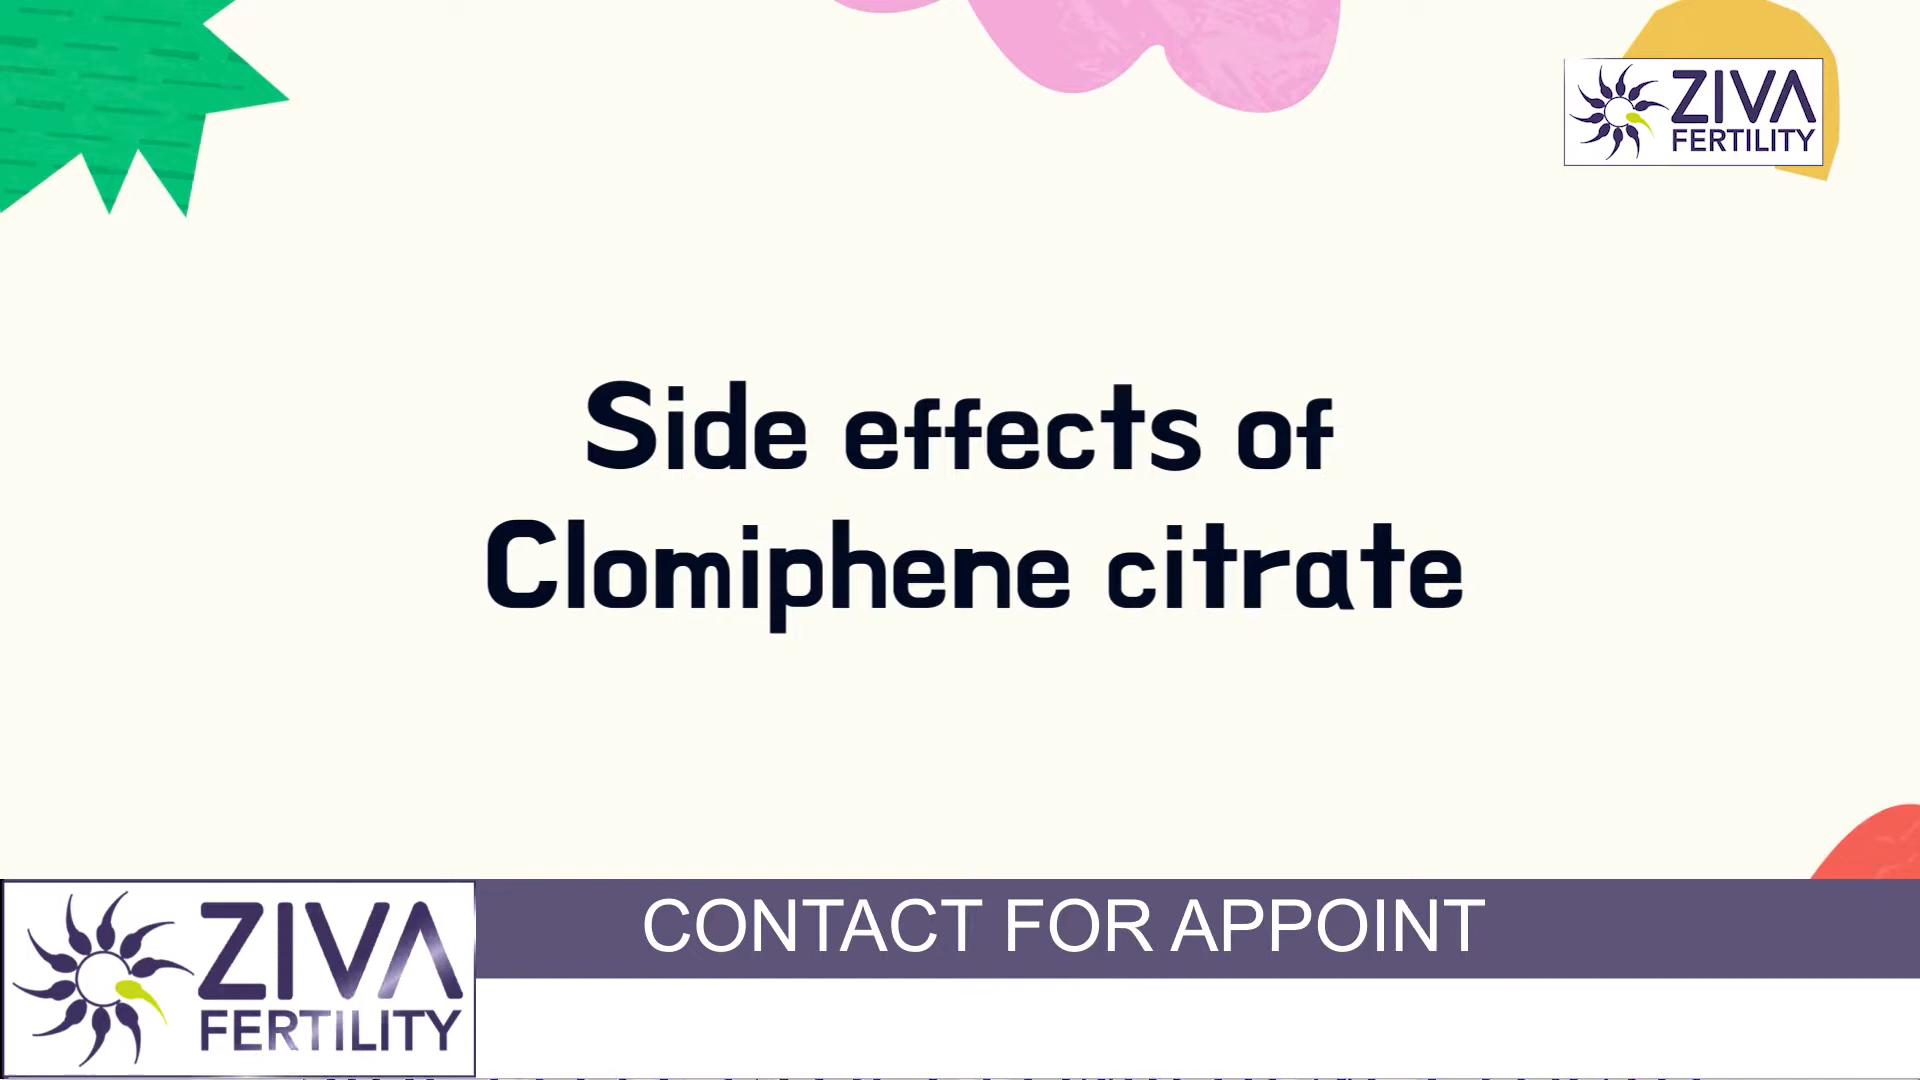 ZIVA
FERTILITY
Side effects of
Clomiphene citrate
CONTACT FOR APPOINT
ZIVA
FERTILITY